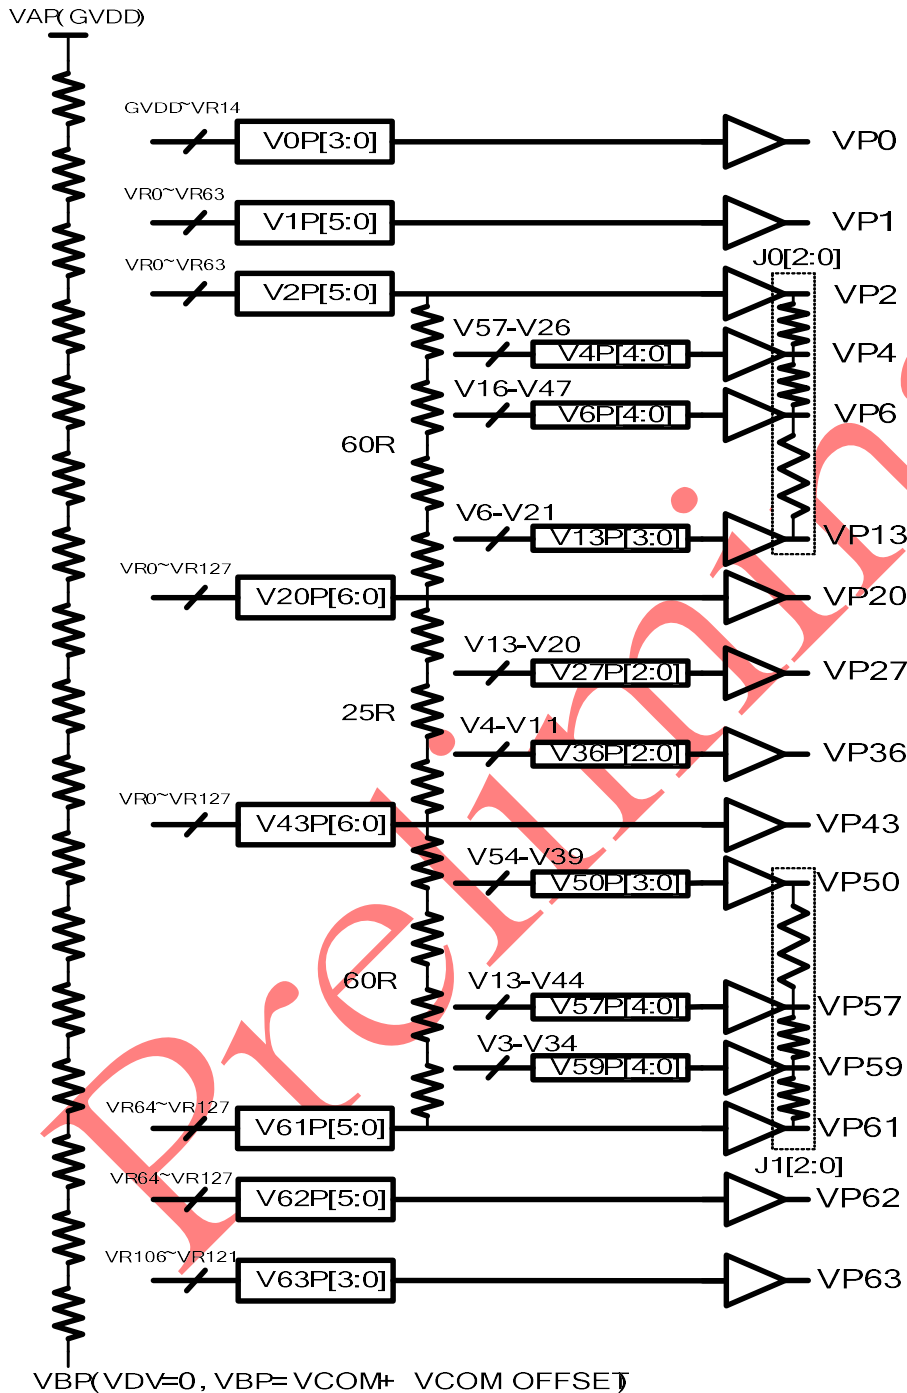 VAP(GVDD)
GVDD~VR14
V0P[3:0]
VP0
VR0~VR63
V1P[5:0]
VP1
J0[2:0]
VR0~VR63
V2P[5:0]
VP2
V57-V26
V4P[4:0]
VP4
V16-V47
V6P[4:0]
VP6
60R
V6-V21
V13P[3:0]
VP13
VR0~VR127
V20P[6:0]
VP20
V13-V20
V27P[2:0]
VP27
25R
V4-V11
V36P[2:0]
VP36
VR0~VR127
V43P[6:0]
VP43
V54-V39
V50P[3:0]
VP50
60R
V13-V44
V57P[4:0]
VP57
V3-V34
V59P[4:0]
VP59
VR64~VR127
V61P[5:0]
VP61
J1[2:0]
VR64~VR127
V62P[5:0]
VP62
VR106~VR121
V63P[3:0]
VP63
VBP(VDV=0, VBP=VCOM+ VCOM OFFSET)